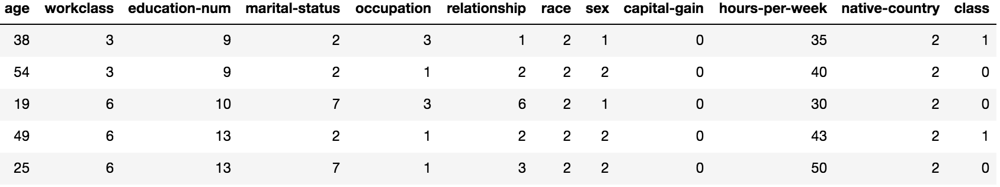 age workclass education-num marital-status occupation relationship race sex capital-gain hours-per-week native-country class
38 3 9 2 3 1 2 1 0 35 2 1
54 3 9 2 1 2 2 2 0 40 2 0
19 6 10 7 3 6 2 1 0 30 2 0
49 6 13 2 1 2 2 2 0 43 2 1
25 6 13 7 1 3 2 2 0 50 2 0